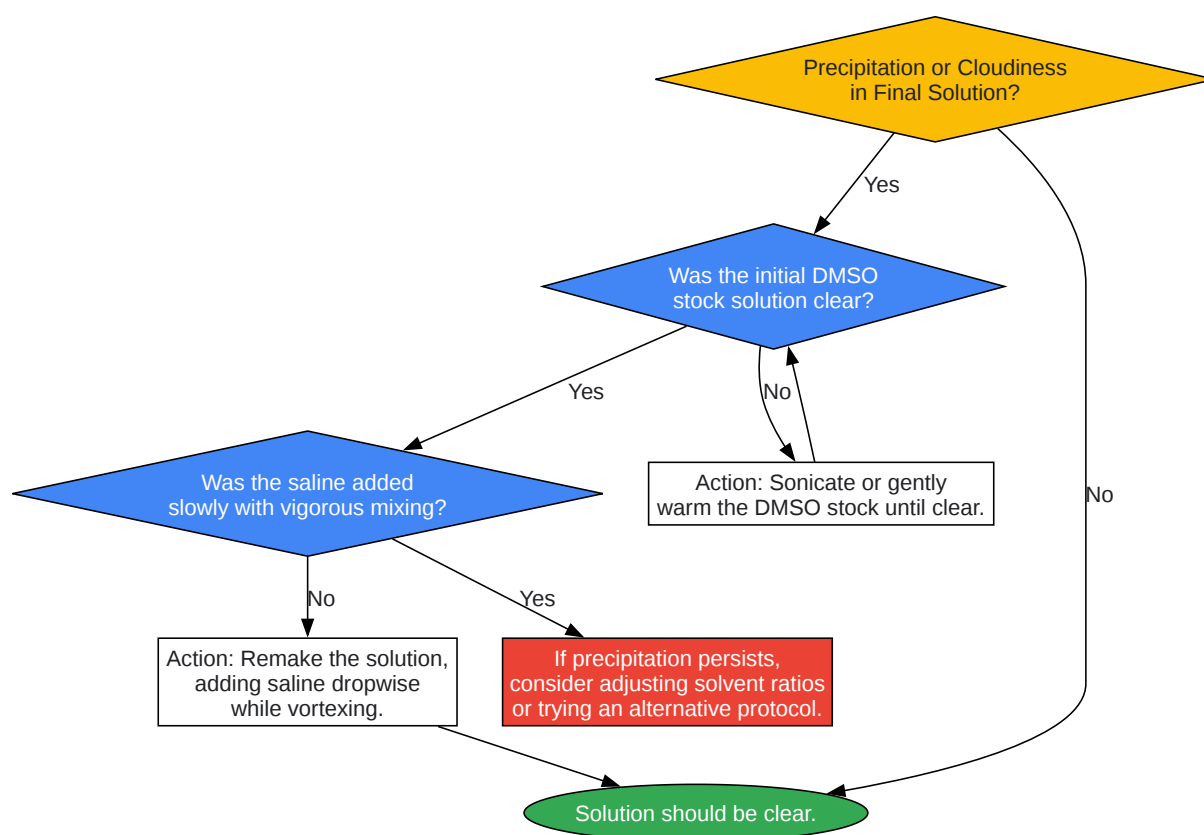 Precipitation or Cloudiness
in Final Solution?
Yes
Was the initial DMSO
stock solution clear?
Yes
No
No
Was the saline added
slowly with vigorous mixing?
Action: Sonicate or gently
warm the DMSO stock until clear.
No
Yes
Action: Remake the solution,
adding saline dropwise
while vortexing.
If precipitation persists,
consider adjusting solvent ratios
or trying an alternative protocol.
Solution should be clear.